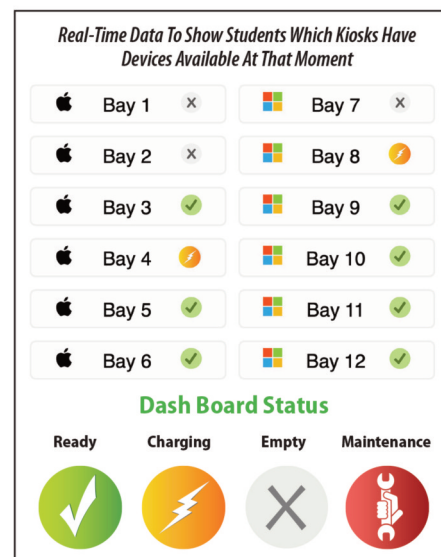 Real-Time Data To Show Students Which Kiosks Have
Devices Available At That Moment
Bay 1
Bay 7
Bay 2
Bay 8
Bay 3
Bay 9
Bay 4
Bay 10
Bay 5
Bay 11
Bay 6
Bay 12
Dash Board Status
Ready
Charging
Empty
Maintenance